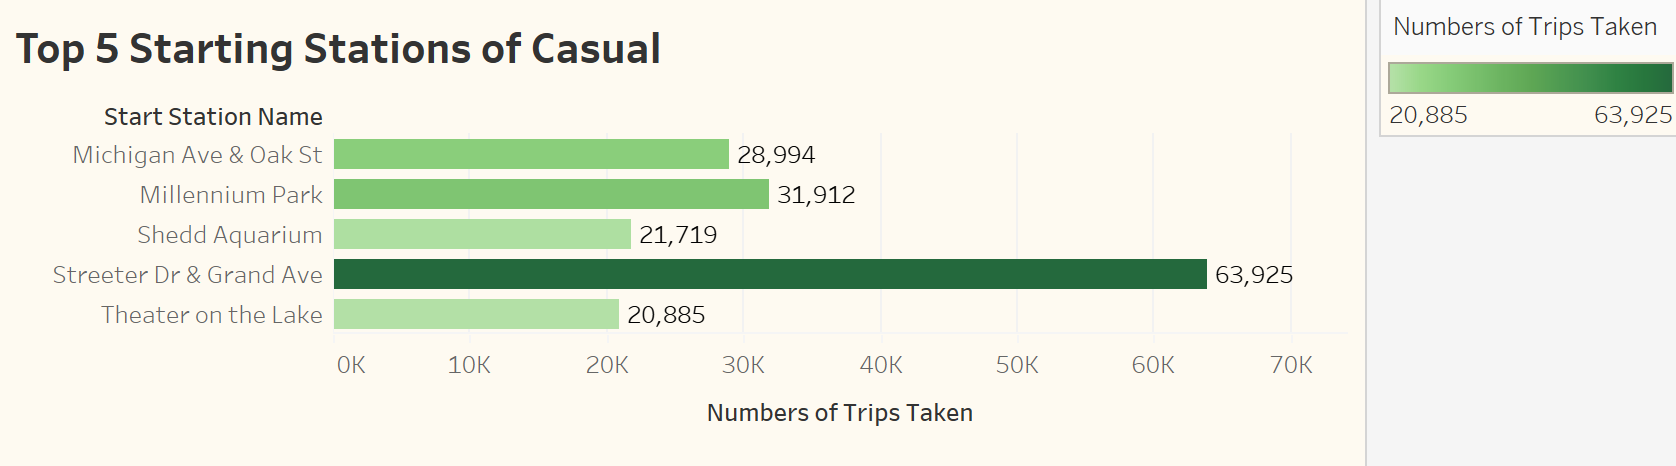 Top 5 Starting Stations of Casual
Start Station Name
Michigan Ave & Oak St 28,994
Millennium Park 31,912
Shedd Aquarium 21,719
Streeter Dr & Grand Ave 63,925
Theater on the Lake 20,885
0K 10K 20K 30K 40K 50K 60K 70K
Numbers of Trips Taken
Numbers of Trips Taken
20,885 63,925